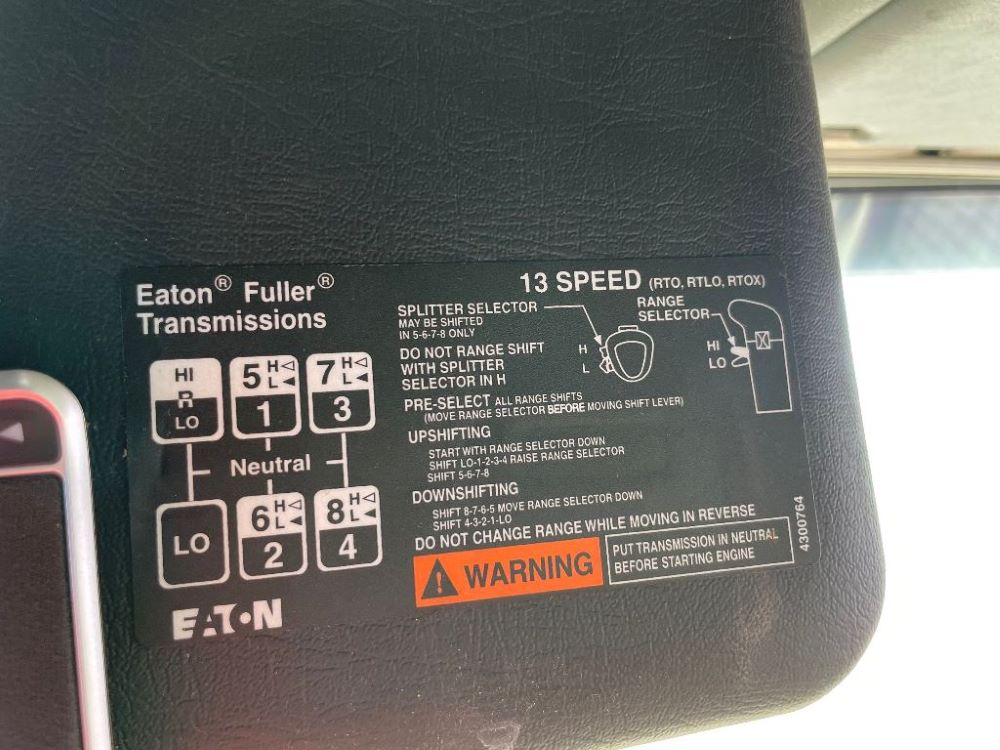 Eaton® Fuller®
Transmissions
13 SPEED (RTO, RTLO, RTOX)
SPLITTER SELECTOR
MAY BE SHIFTED
IN 5-6-7-8 ONLY
RANGE
SELECTOR
H
L
HI
LO
DO NOT RANGE SHIFT
WITH SPLITTER
SELECTOR IN H
PRE-SELECT ALL RANGE SHIFTS
(MOVE RANGE SELECTOR BEFORE MOVING SHIFT LEVER)
UPSHIFTING
START WITH RANGE SELECTOR DOWN
SHIFT LO-1-2-3-4 RAISE RANGE SELECTOR
SHIFT 5-6-7-8
DOWNSHIFTING
SHIFT 8-7-6-5 MOVE RANGE SELECTOR DOWN
SHIFT 4-3-2-1-LO
DO NOT CHANGE RANGE WHILE MOVING IN REVERSE
WARNING
PUT TRANSMISSION IN NEUTRAL
BEFORE STARTING ENGINE
4300764
HI
R
LO
5 H L
1
7 H L
3
Neutral
LO
6 H L
2
8 H L
4
EATON